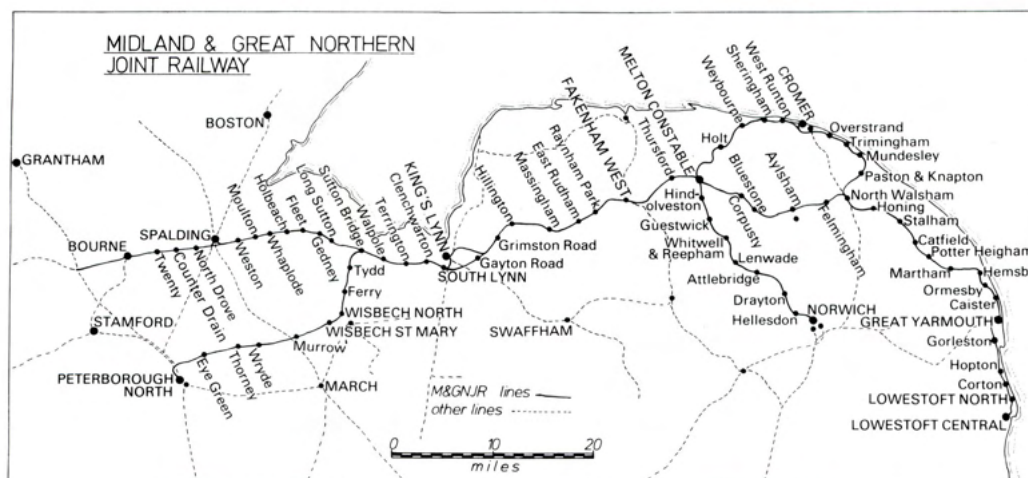 MIDLAND & GREAT NORTHERN
JOINT RAILWAY
GRANTHAM
BOSTON
BOURNE
SPALDING
STAMFORD
Twenty
Counter Drain
North Drove
Weston
Moulton
Whaplode
Holbeach
Fleet
Gedney
Long Sutton
Sutton Bridge
Walpole
Terrington
Clenchwarton
KING'S LYNN
SOUTH LYNN
Tydd
Ferry
WISBECH NORTH
WISBECH ST MARY
Murrow
Wryde
Thorney
Eye Green
PETERBOROUGH
NORTH
MARCH
SWAFFHAM
Gayton Road
Grimston Road
Hillington
Massingham
East Rudham
Raynham Park
FAKENHAM WEST
Thursford
MELTON CONSTABLE
Holt
Weybourne
Sheringham
West Runton
CROMER
Overstrand
Trimingham
Mundesley
Paston & Knapton
North Walsham
Hind-
olveston
Guestwick
Whitwell
& Reepham
Lenwade
Attlebridge
Drayton
Hellesdon
NORWICH
Corpusty
Bluestone
Aylsham
Felmingham
Honing
Stalham
Catfield
Potter Heigham
Martham
Hemsb
Ormesby
Caister
GREAT YARMOUTH
Gorleston
Hopton
Corton
LOWESTOFT NORTH
LOWESTOFT CENTRAL
M&GNJR lines
other lines
0 10 20
miles